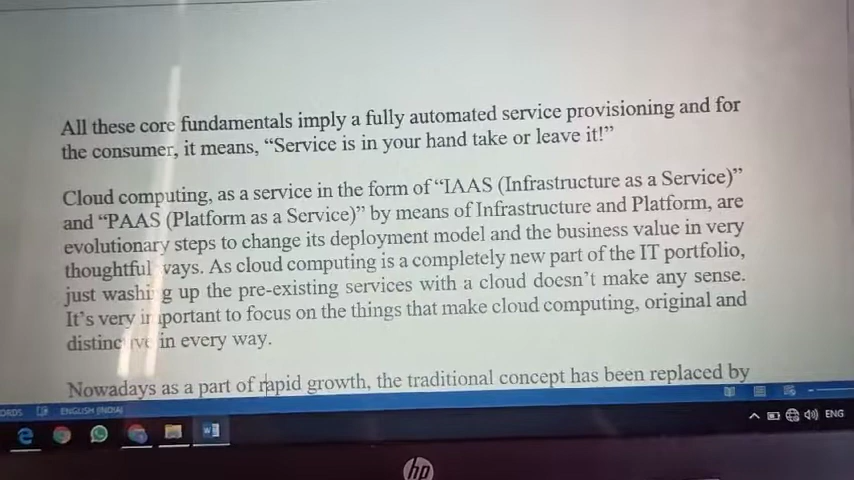 All these core fundamentals imply a fully automated service provisioning and for
the consumer, it means, “Service is in your hand take or leave it!”
Cloud computing, as a service in the form of “IAAS (Infrastructure as a Service)”
and “PAAS (Platform as a Service)” by means of Infrastructure and Platform, are
evolutionary steps to change its deployment model and the business value in very
thoughtful ways. As cloud computing is a completely new part of the IT portfolio,
just washing up the pre-existing services with a cloud doesn’t make any sense.
It’s very important to focus on the things that make cloud computing, original and
distinctive in every way.
Nowadays as a part of rapid growth, the traditional concept has been replaced by
ORDS ENGLISH (INDIA)
ENG
hp